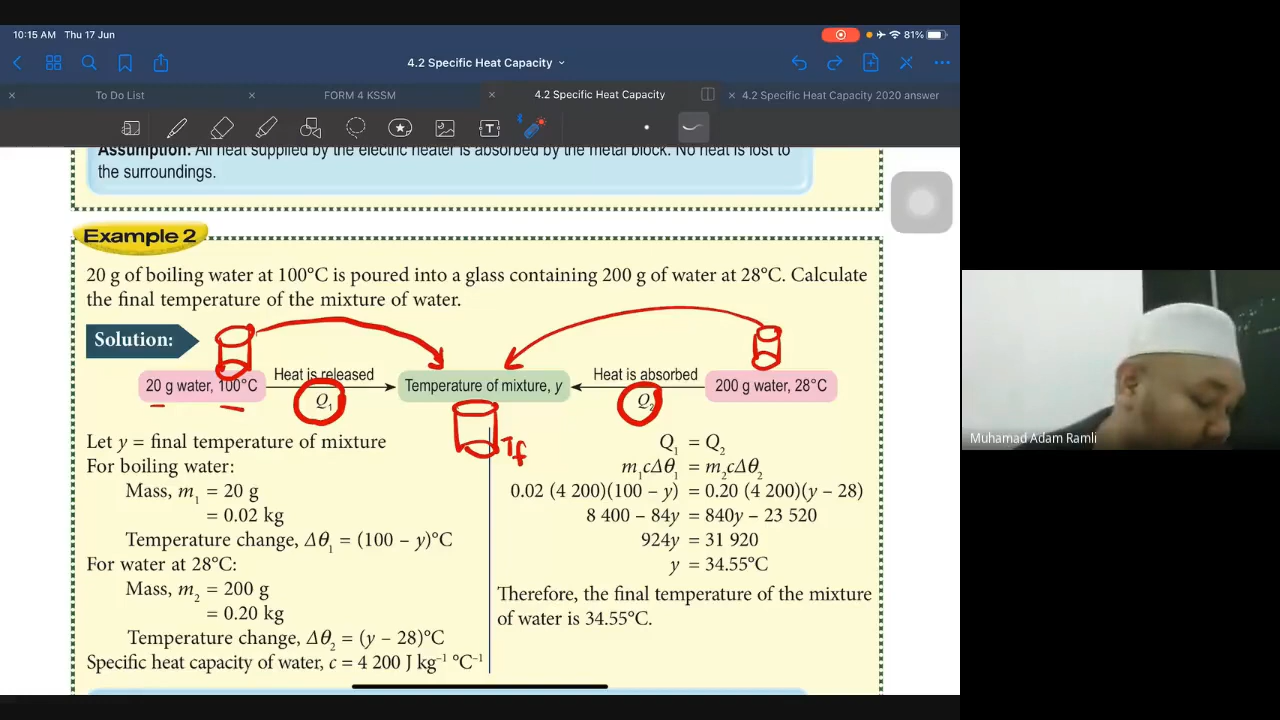 10:15 AM Thu 17 Jun
81%
4.2 Specific Heat Capacity
To Do List
FORM 4 KSSM
4.2 Specific Heat Capacity
4.2 Specific Heat Capacity 2020 answer
Assumption: All heat supplied by the electric heater is absorbed by the metal block. No heat is lost to
the surroundings.
Example 2
20 g of boiling water at 100°C is poured into a glass containing 200 g of water at 28°C. Calculate
the final temperature of the mixture of water.
Solution:
Heat is released
Heat is absorbed
20 g water, 100°C
Temperature of mixture, y
200 g water, 28°C
Q₁
Q₂
Tf
Let y = final temperature of mixture
For boiling water:
Mass, m₁ = 20 g
= 0.02 kg
Temperature change, Δθ₁ = (100 – y)°C
For water at 28°C:
Mass, m₂ = 200 g
= 0.20 kg
Temperature change, Δθ₂ = (y – 28)°C
Specific heat capacity of water, c = 4 200 J kg⁻¹ °C⁻¹
Q₁ = Q₂
m₁cΔθ₁ = m₂cΔθ₂
0.02 (4 200)(100 – y) = 0.20 (4 200)(y – 28)
8 400 – 84y = 840y – 23 520
924y = 31 920
y = 34.55°C
Therefore, the final temperature of the mixture
of water is 34.55°C.
Muhamad Adam Ramli